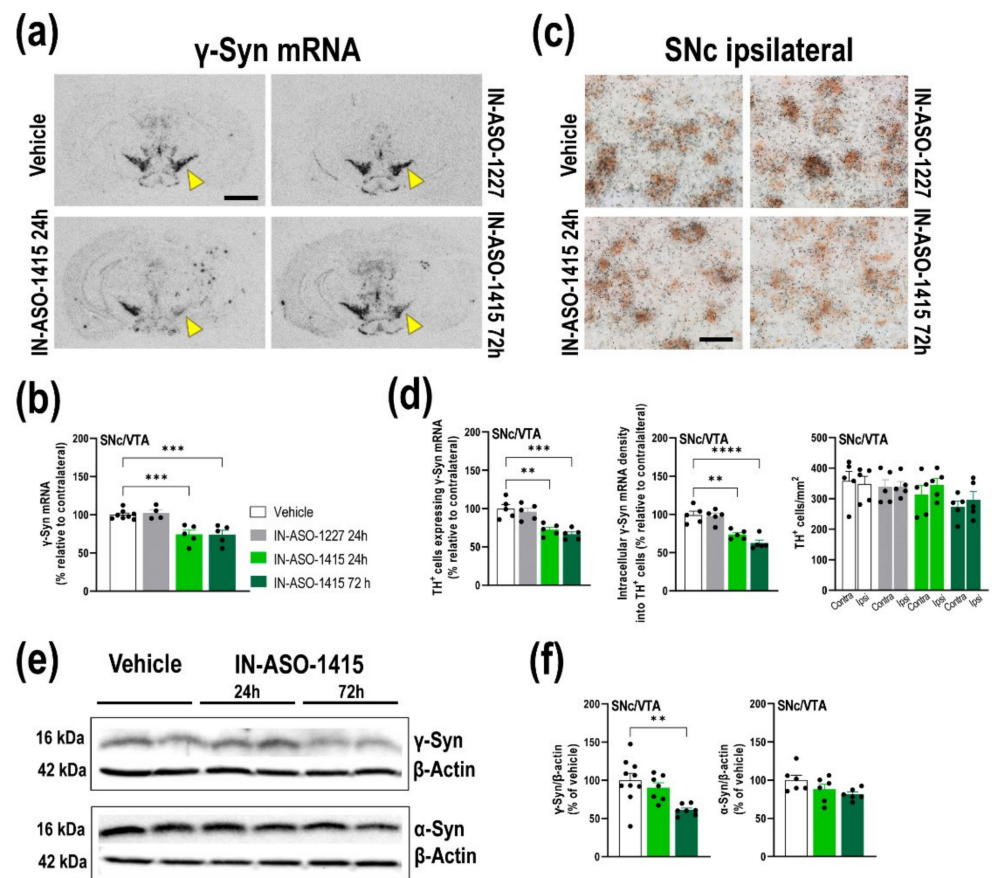 (a)
γ-Syn mRNA
Vehicle
IN-ASO-1227
IN-ASO-1415 24h
IN-ASO-1415 72h
(c)
SNc ipsilateral
Vehicle
IN-ASO-1227
IN-ASO-1415 24h
IN-ASO-1415 72h
(b)
SNc/VTA
γ-Syn mRNA
(% relative to contralateral)
200
150
100
50
0
***
***
Vehicle
IN-ASO-1227 24h
IN-ASO-1415 24h
IN-ASO-1415 72 h
(d)
SNc/VTA
TH+ cells expressing γ-Syn mRNA
(% relative to contralateral)
200
150
100
50
0
***
**
SNc/VTA
Intracellular γ-Syn mRNA density
into TH+ cells (% relative to contralalteral)
200
150
100
50
0
****
**
SNc/VTA
TH+ cells/mm2
500
400
300
200
100
0
Contra Ipsi Contra Ipsi Contra Ipsi Contra Ipsi
(e)
Vehicle IN-ASO-1415
24h 72h
16 kDa γ-Syn
42 kDa β-Actin
16 kDa α-Syn
42 kDa β-Actin
(f)
SNc/VTA
γ-Syn/β-actin
(% of vehicle)
200
150
100
50
0
**
SNc/VTA
α-Syn/β-actin
(% of vehicle)
200
150
100
50
0